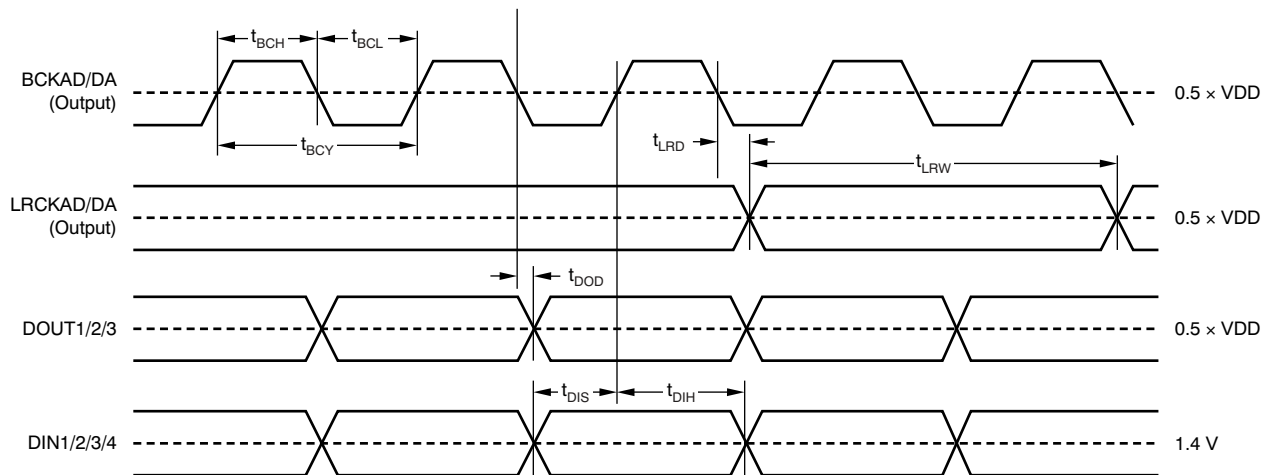 t_BCH
t_BCL
BCKAD/DA
(Output)
0.5 × VDD
t_BCY
t_LRD
t_LRW
LRCKAD/DA
(Output)
0.5 × VDD
t_DOD
DOUT1/2/3
0.5 × VDD
t_DIS
t_DIH
DIN1/2/3/4
1.4 V